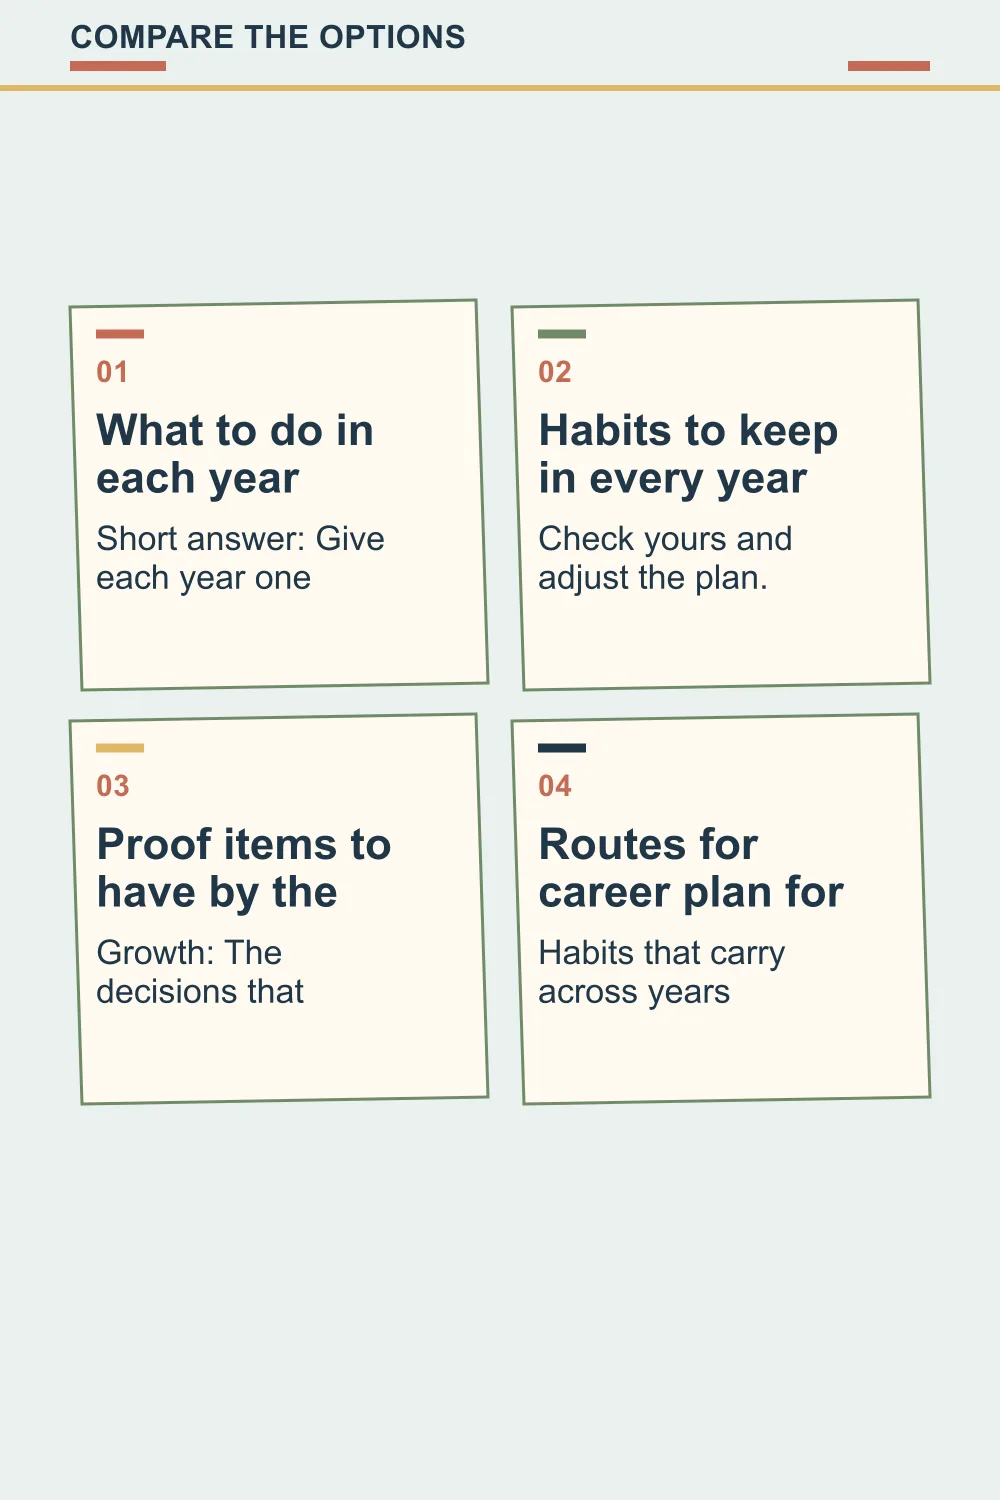 COMPARE THE OPTIONS
01
What to do in
each year
Short answer: Give
each year one
02
Habits to keep
in every year
Check yours and
adjust the plan.
03
Proof items to
have by the
Growth: The
decisions that
04
Routes for
career plan for
Habits that carry
across years